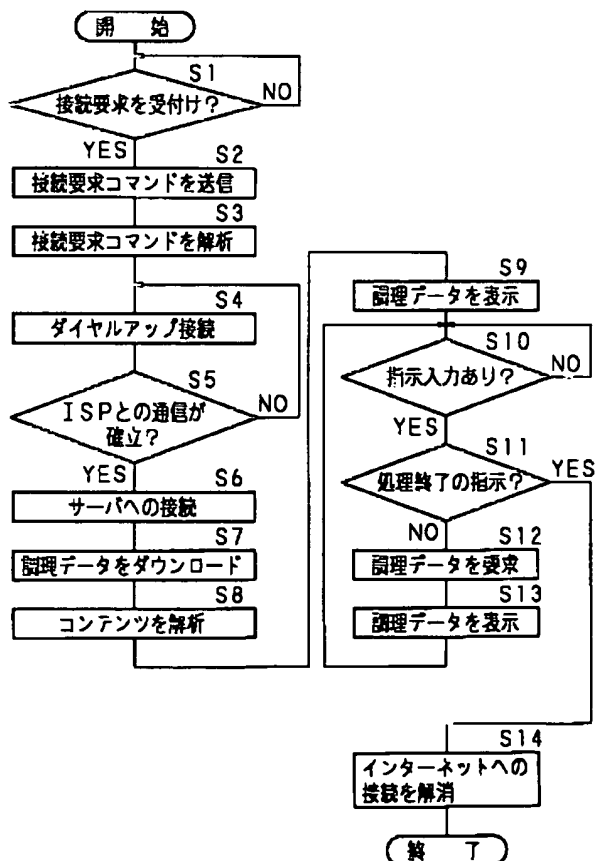 開 始
S1
接続要求を受付け？
NO
YES
S2
接続要求コマンドを送信
S3
接続要求コマンドを解析
S4
ダイヤルアップ接続
S5
ISPとの通信が
確立？
NO
YES
S6
サーバへの接続
S7
調理データをダウンロード
S8
コンテンツを解析
S9
調理データを表示
S10
指示入力あり？
NO
YES
S11
処理終了の指示？
YES
NO
S12
調理データを要求
S13
調理データを表示
S14
インターネットへの
接続を解消
終 了